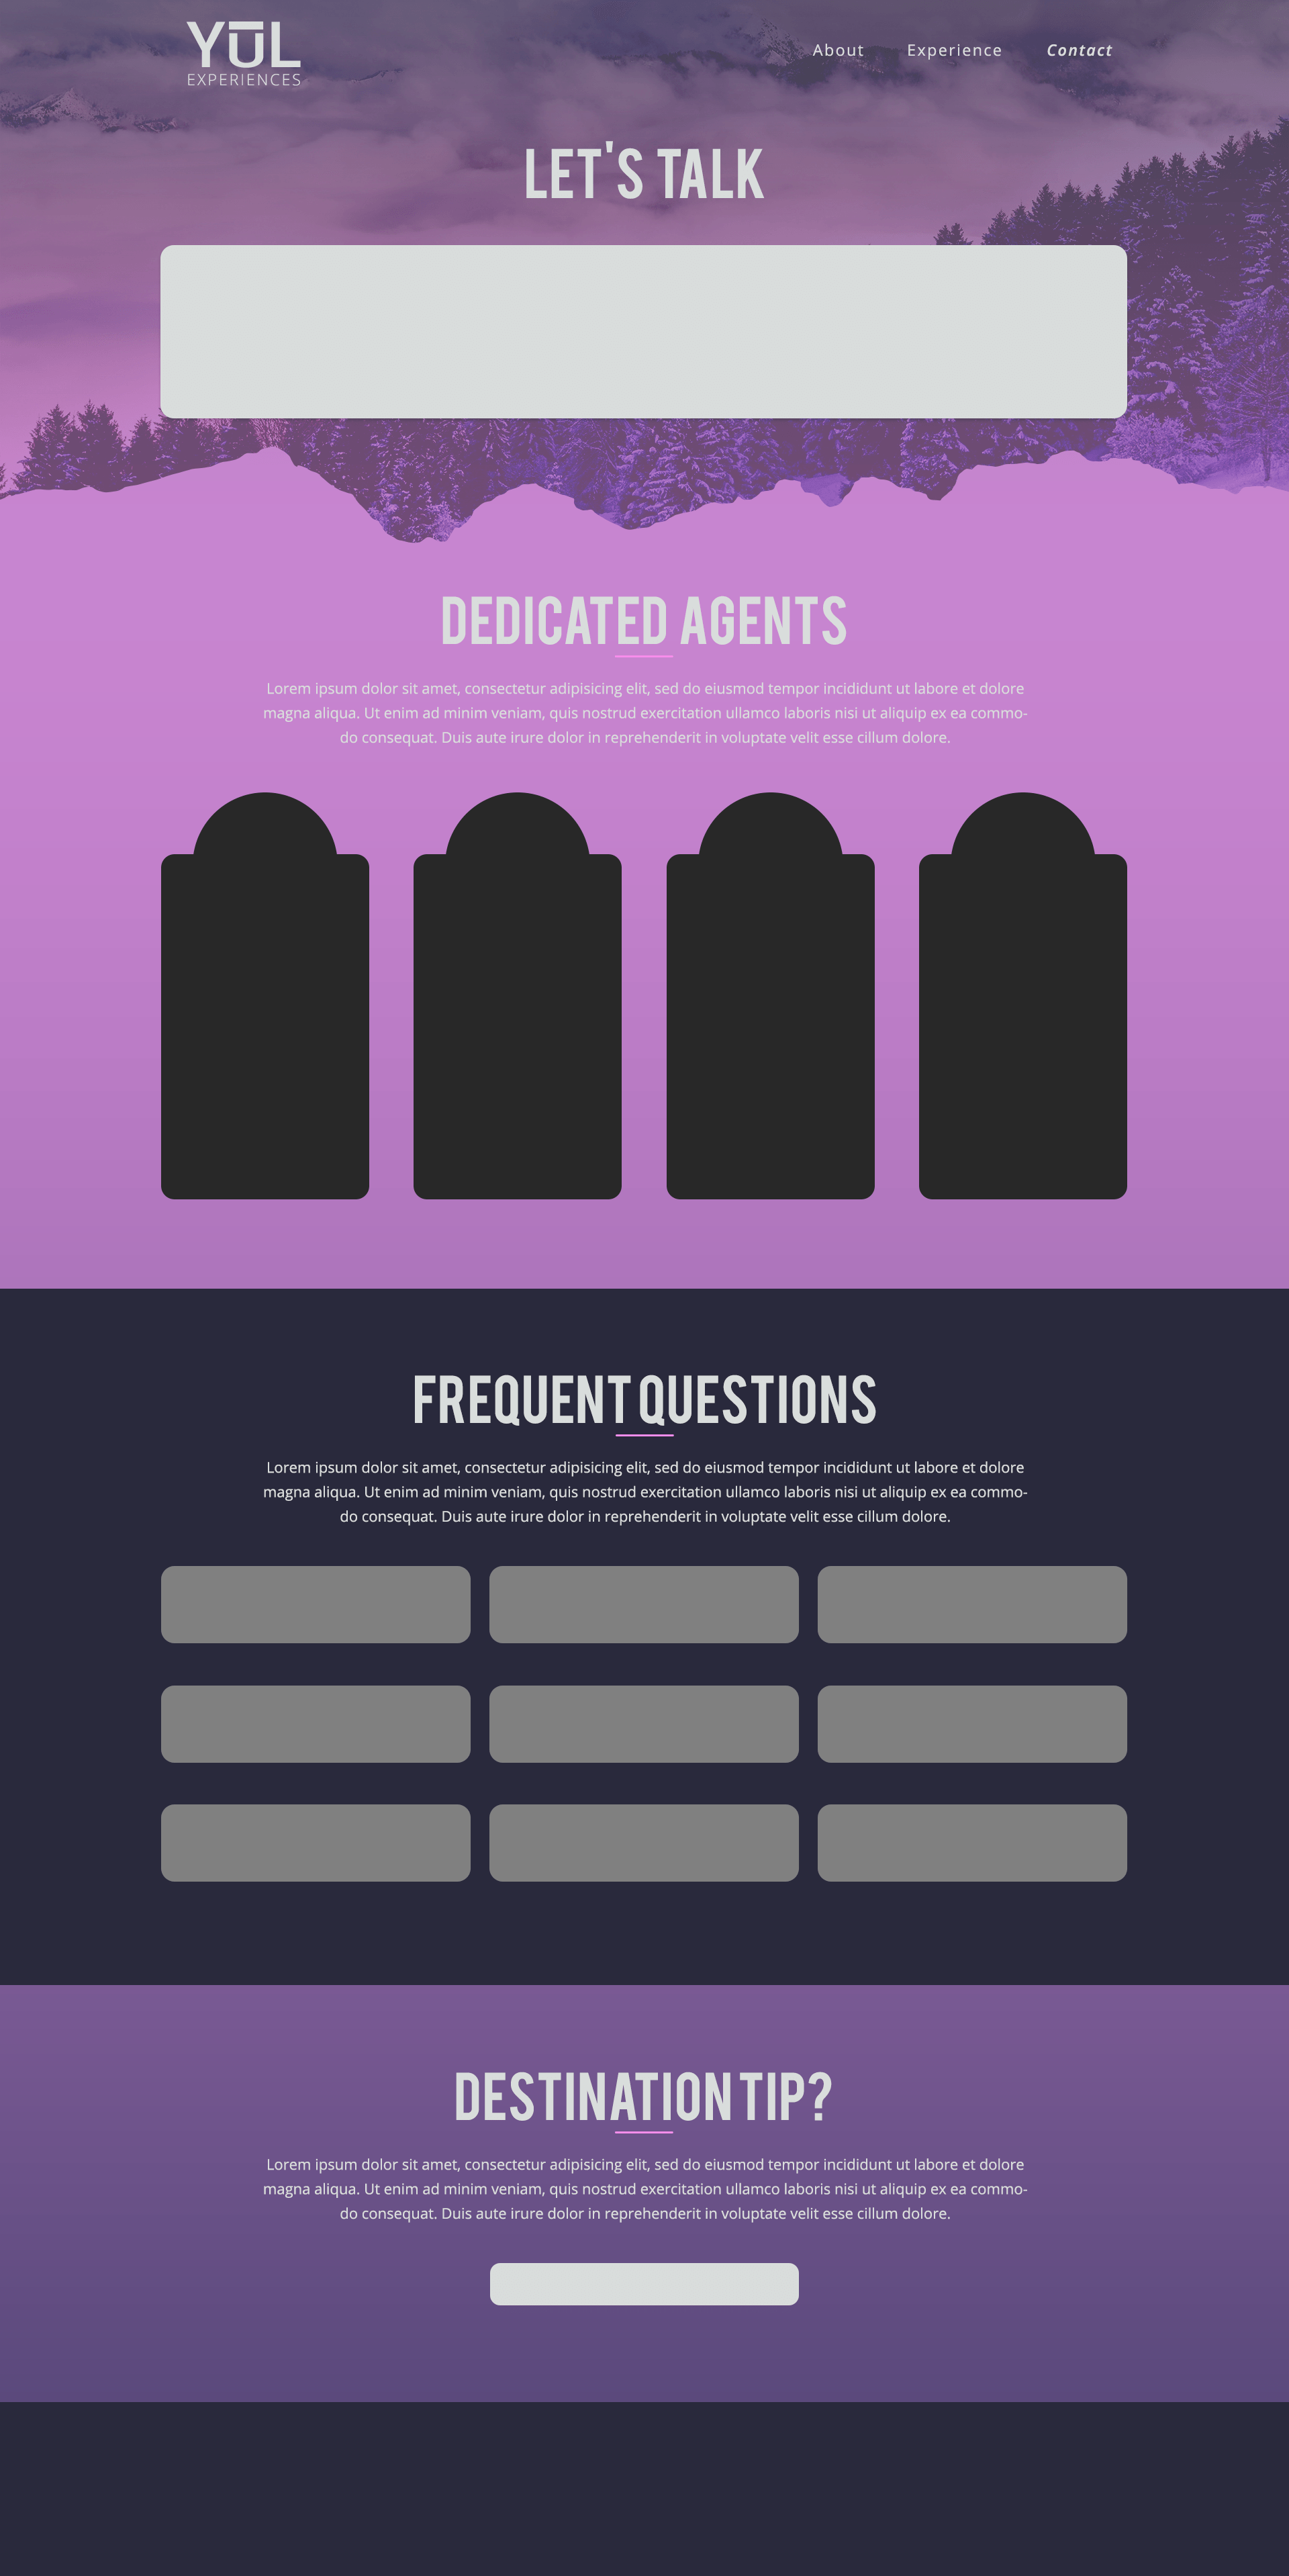 YŪL
EXPERIENCES
About Experience Contact
LET'S TALK
DEDICATED AGENTS
Lorem ipsum dolor sit amet, consectetur adipisicing elit, sed do eiusmod tempor incididunt ut labore et dolore
magna aliqua. Ut enim ad minim veniam, quis nostrud exercitation ullamco laboris nisi ut aliquip ex ea commo-
do consequat. Duis aute irure dolor in reprehenderit in voluptate velit esse cillum dolore.
FREQUENT QUESTIONS
Lorem ipsum dolor sit amet, consectetur adipisicing elit, sed do eiusmod tempor incididunt ut labore et dolore
magna aliqua. Ut enim ad minim veniam, quis nostrud exercitation ullamco laboris nisi ut aliquip ex ea commo-
do consequat. Duis aute irure dolor in reprehenderit in voluptate velit esse cillum dolore.
DESTINATION TIP?
Lorem ipsum dolor sit amet, consectetur adipisicing elit, sed do eiusmod tempor incididunt ut labore et dolore
magna aliqua. Ut enim ad minim veniam, quis nostrud exercitation ullamco laboris nisi ut aliquip ex ea commo-
do consequat. Duis aute irure dolor in reprehenderit in voluptate velit esse cillum dolore.